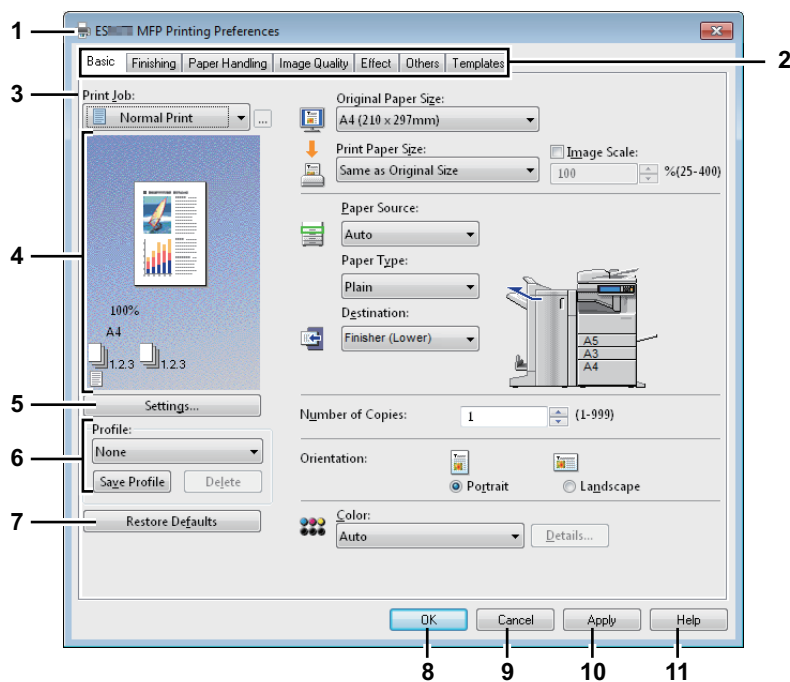 1
ES MFP Printing Preferences
2
Basic Finishing Paper Handling Image Quality Effect Others Templates
3
Print Job:
Normal Print
...
4
100%
A4
1.2.3 1.2.3
5
Settings...
6
Profile:
None
Save Profile Delete
7
Restore Defaults
Original Paper Size:
A4 (210 x 297mm)
Print Paper Size:
Same as Original Size
Image Scale:
100 %(25-400)
Paper Source:
Auto
Paper Type:
Plain
Destination:
Finisher (Lower)
A5
A3
A4
Number of Copies: 1 (1-999)
Orientation:
Portrait Landscape
Color:
Auto Details...
OK Cancel Apply Help
8 9 10 11